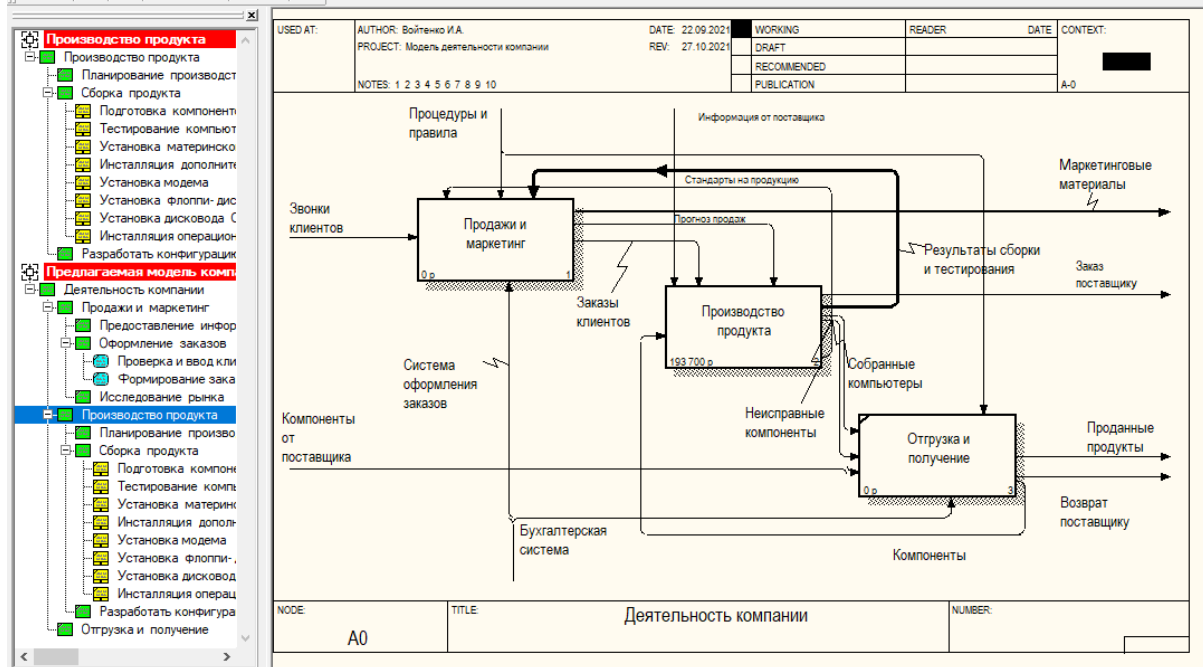 Производство продукта
Производство продукта
Планирование производст
Сборка продукта
Подготовка компоненто
Тестирование компьют
Установка материнско
Инсталляция дополните
Установка модема
Установка флоппи-дис
Установка дисковода C
Инсталляция операцион
Разработать конфигурацию
Предлагаемая модель комп
Деятельность компании
Продажи и маркетинг
Предоставление инфор
Оформление заказов
Проверка и ввод кли
Формирование зака
Исследование рынка
Производство продукта
Планирование произво
Сборка продукта
Подготовка компоне
Тестирование компь
Установка материнс
Инсталляция дополн
Установка модема
Установка флоппи-
Установка дисковод
Инсталляция операц
Разработать конфигура
Отгрузка и получение
USED AT:
AUTHOR: Войтенко И.А.
DATE: 22.09.2021
WORKING
READER
DATE
CONTEXT:
PROJECT: Модель деятельности компании
REV: 27.10.2021
DRAFT
RECOMMENDED
NOTES: 1 2 3 4 5 6 7 8 9 10
PUBLICATION
A-0
Процедуры и
правила
Информация от поставщика
Стандарты на продукцию
Маркетинговые
материалы
Звонки
клиентов
Продажи и
маркетинг
0 р
1
Прогноз продаж
Результаты сборки
и тестирования
Заказ
поставщику
Заказы
клиентов
Производство
продукта
193 700 р
2
Система
оформления
заказов
Собранные
компьютеры
Неисправные
компоненты
Компоненты
от
поставщика
Отгрузка и
получение
0 р
3
Проданные
продукты
Возврат
поставщику
Бухгалтерская
система
Компоненты
NODE:
A0
TITLE:
Деятельность компании
NUMBER: